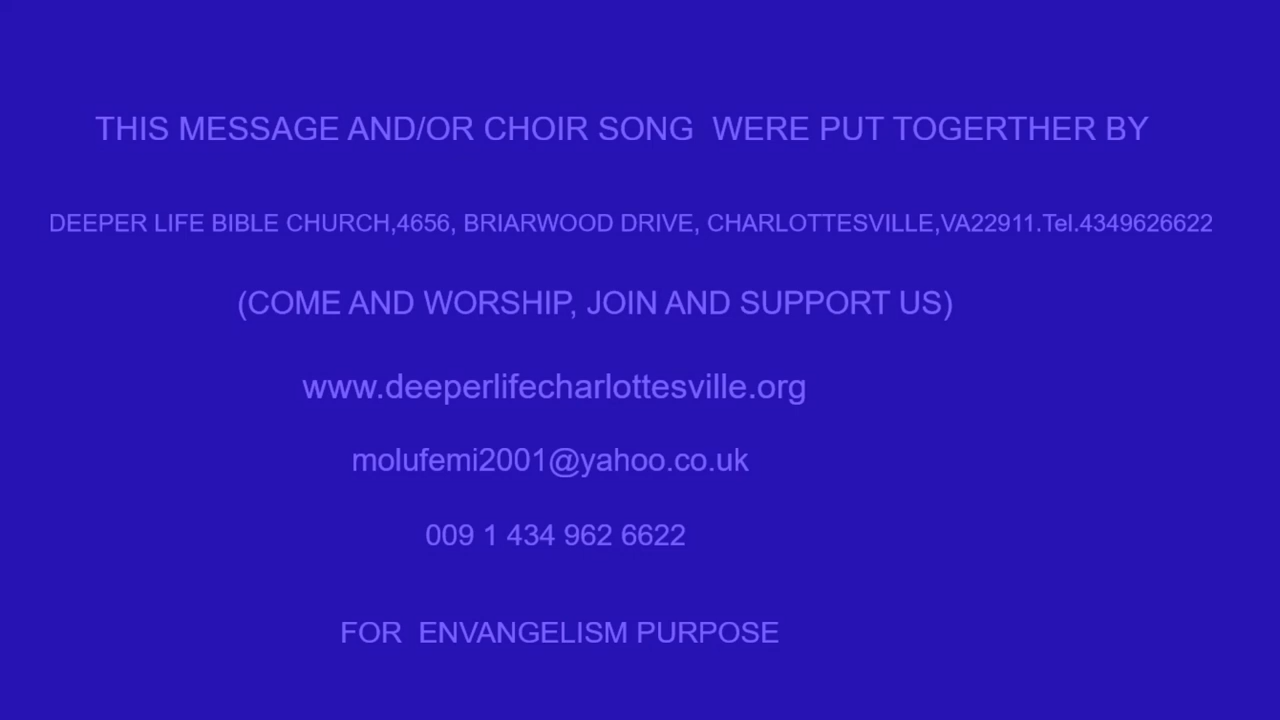 THIS MESSAGE AND/OR CHOIR SONG  WERE PUT TOGERTHER BY
DEEPER LIFE BIBLE CHURCH,4656, BRIARWOOD DRIVE, CHARLOTTESVILLE,VA22911.Tel.4349626622
(COME AND WORSHIP, JOIN AND SUPPORT US)
www.deeperlifecharlottesville.org
molufemi2001@yahoo.co.uk
009 1 434 962 6622
FOR  ENVANGELISM PURPOSE